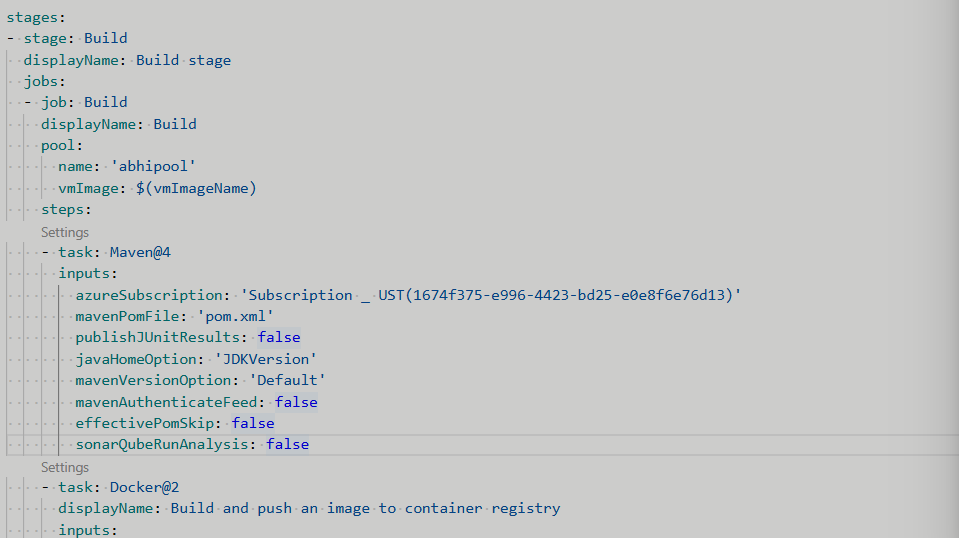 stages:
- stage: Build
  displayName: Build stage
  jobs:
  - job: Build
    displayName: Build
    pool:
      name: 'abhipool'
      vmImage: $(vmImageName)
    steps:
    Settings
    - task: Maven@4
      inputs:
        azureSubscription: 'Subscription _ UST(1674f375-e996-4423-bd25-e0e8f6e76d13)'
        mavenPomFile: 'pom.xml'
        publishJUnitResults: false
        javaHomeOption: 'JDKVersion'
        mavenVersionOption: 'Default'
        mavenAuthenticateFeed: false
        effectivePomSkip: false
        sonarQubeRunAnalysis: false
    Settings
    - task: Docker@2
      displayName: Build and push an image to container registry
      inputs: